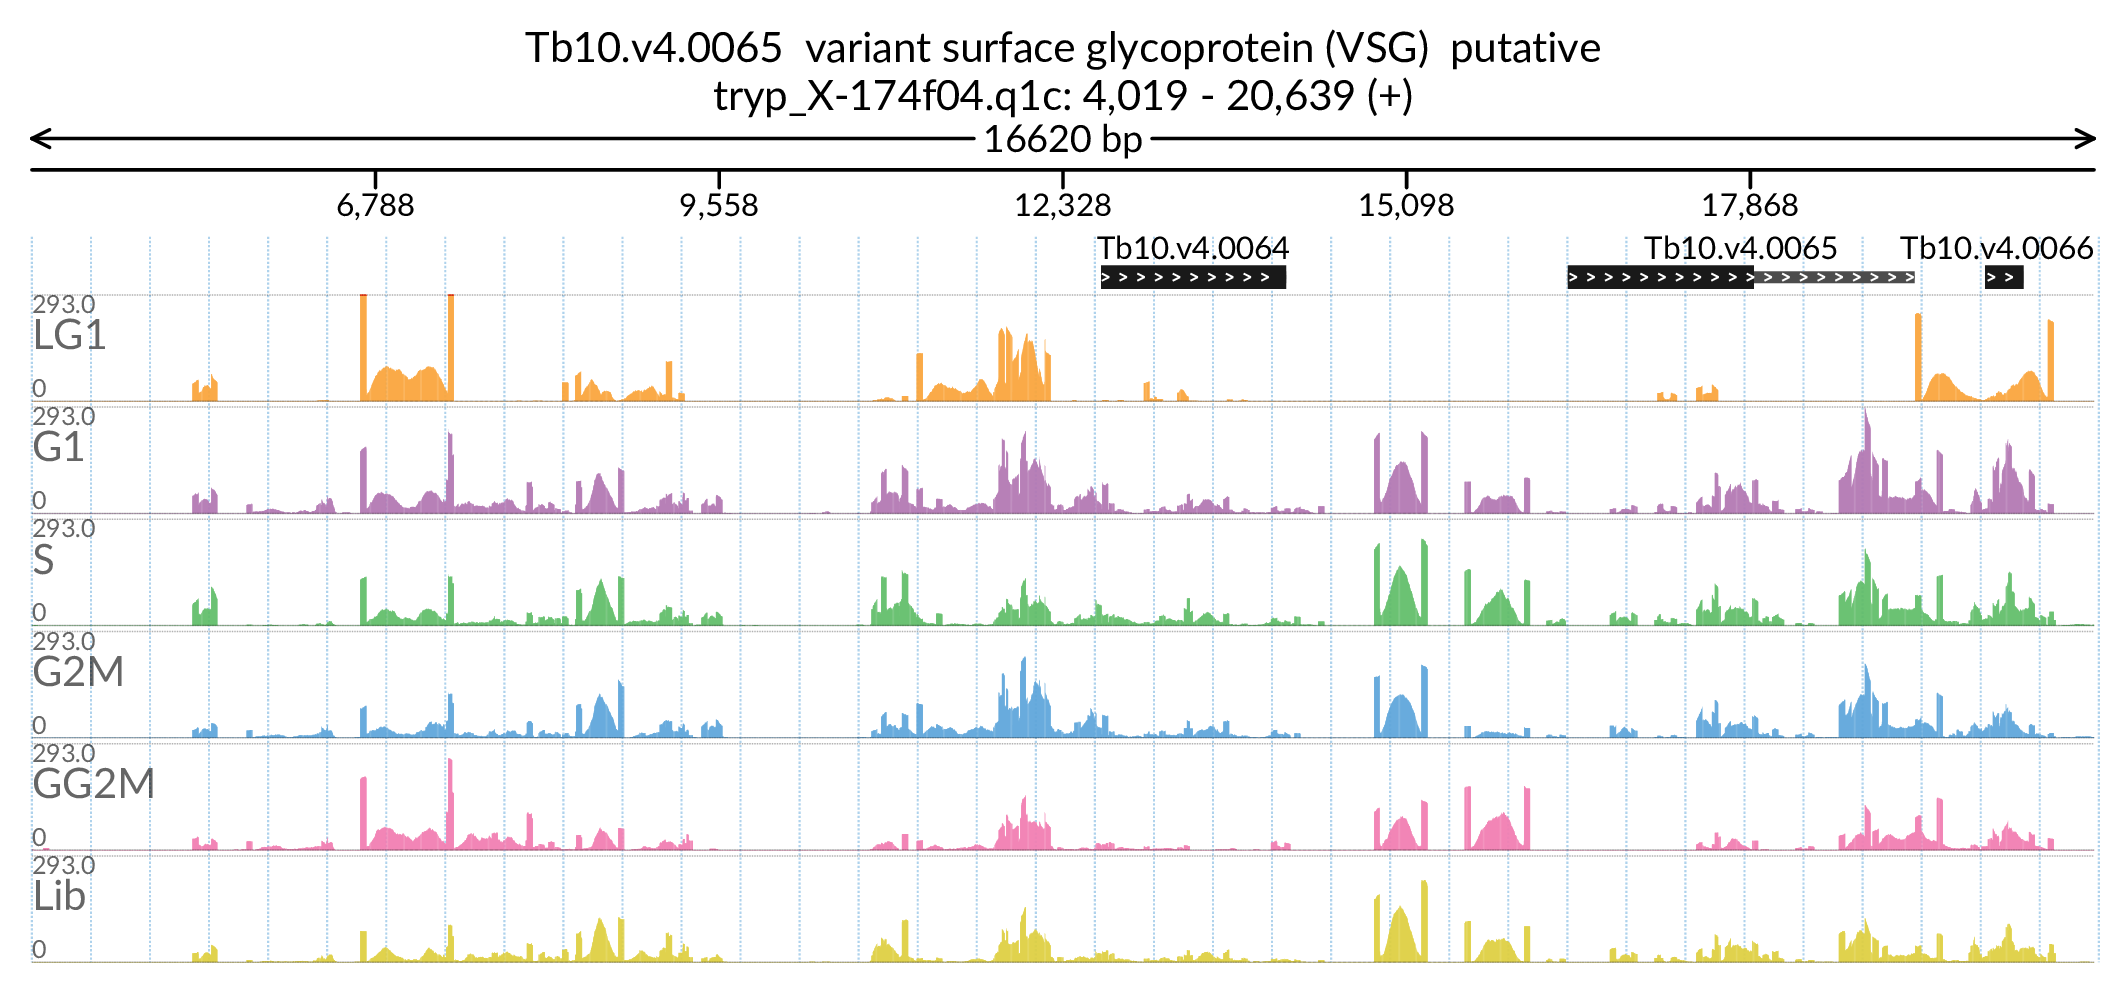 Tb10.v4.0065  variant surface glycoprotein (VSG)  putative
tryp_X-174f04.q1c: 4,019 - 20,639 (+)
16620 bp
6,788 9,558 12,328 15,098 17,868
Tb10.v4.0064 Tb10.v4.0065 Tb10.v4.0066
293.0
LG1
0
293.0
G1
0
293.0
S
0
293.0
G2M
0
293.0
GG2M
0
293.0
Lib
0